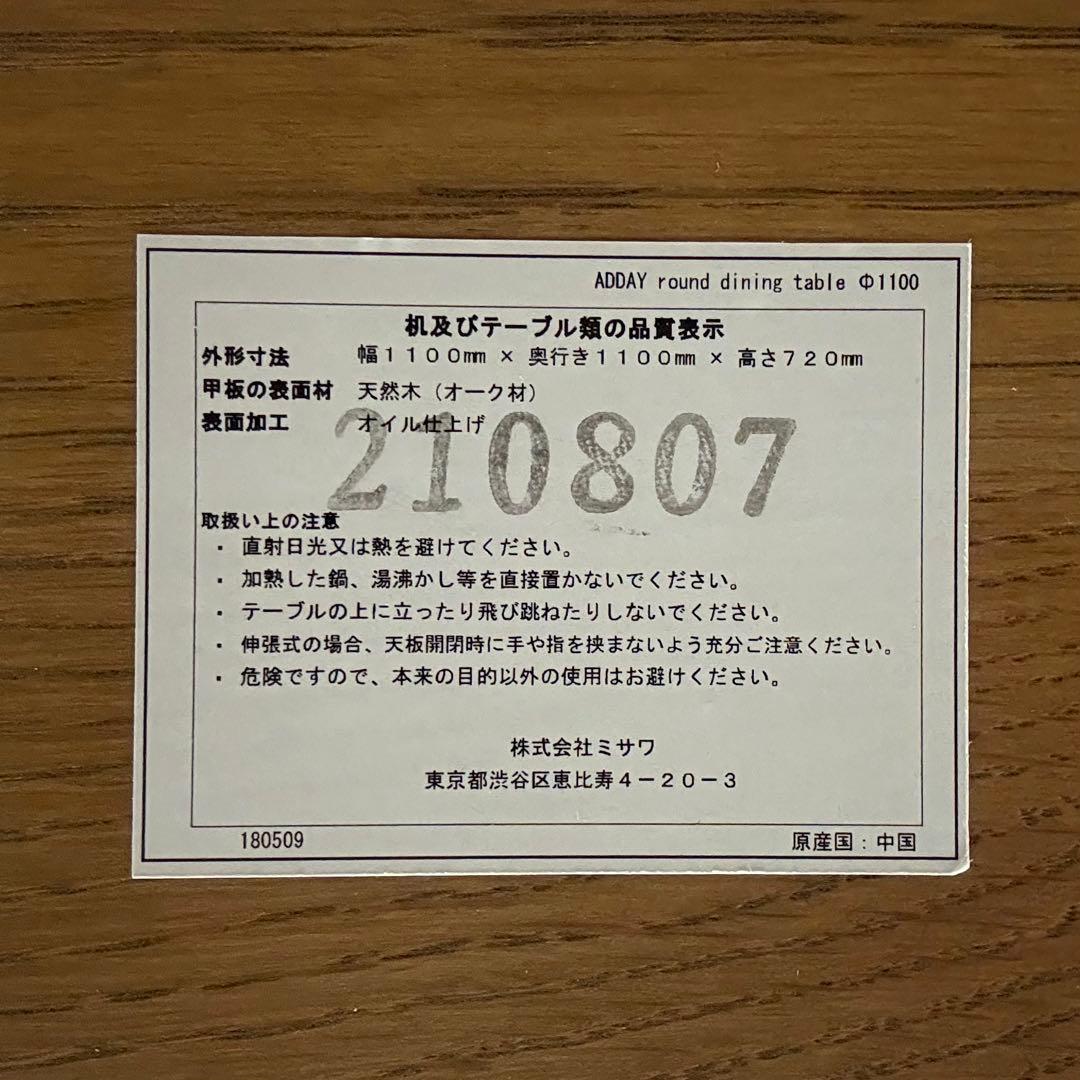 ADDAY round dining table Φ1100
机及びテーブル類の品質表示
外形寸法 幅1100㎜ × 奥行き1100㎜ × 高さ720㎜
甲板の表面材 天然木（オーク材）
表面加工 オイル仕上げ
210807
取扱い上の注意
・ 直射日光又は熱を避けてください。
・ 加熱した鍋、湯沸かし等を直接置かないでください。
・ テーブルの上に立ったり飛び跳ねたりしないでください。
・ 伸張式の場合、天板開閉時に手や指を挟まないよう充分ご注意ください。
・ 危険ですので、本来の目的以外の使用はお避けください。
株式会社ミサワ
東京都渋谷区恵比寿4－20－3
180509 原産国：中国